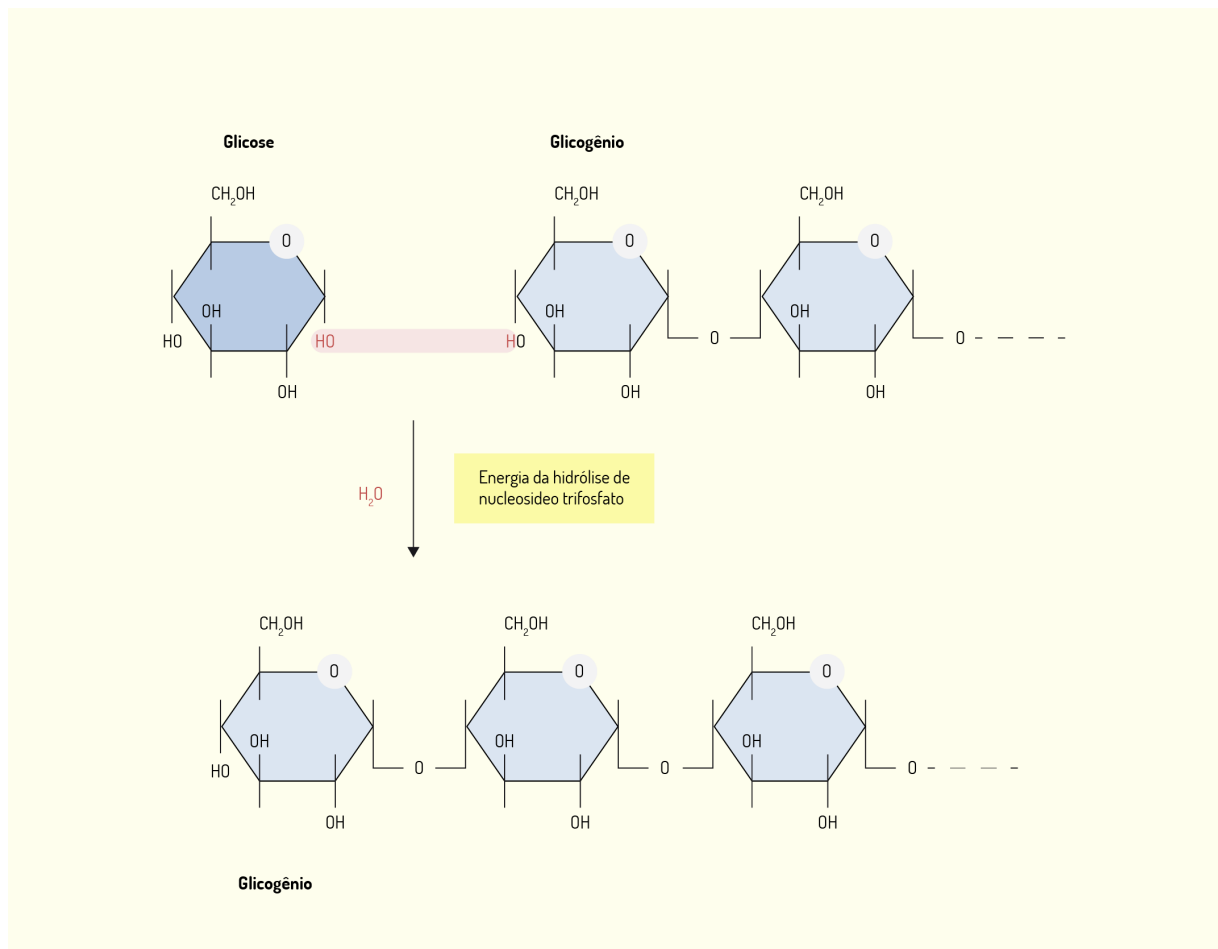 Glicose
Glicogênio
CH2OH
CH2OH
CH2OH
O
O
O
OH
OH
OH
HO
HO
HO
O
O
OH
OH
OH
H2O
Energia da hidrólise de
nucleosideo trifosfato
CH2OH
CH2OH
CH2OH
O
O
O
OH
OH
OH
HO
O
O
O
OH
OH
OH
Glicogênio